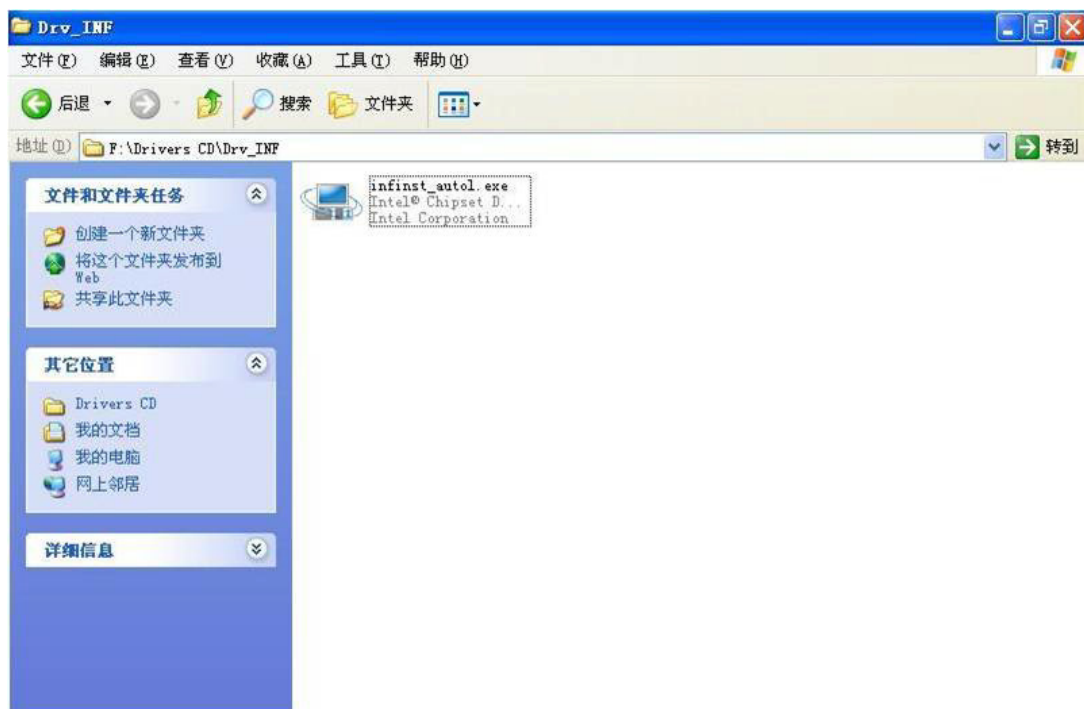 Drv_INF
文件(F) 编辑(E) 查看(V) 收藏(A) 工具(T) 帮助(H)
后退 搜索 文件夹
地址(D) F:\Drivers CD\Drv_INF 转到
文件和文件夹任务
创建一个新文件夹
将这个文件夹发布到
Web
共享此文件夹
其它位置
Drivers CD
我的文档
我的电脑
网上邻居
详细信息
infinst_autol.exe
Intel® Chipset D...
Intel Corporation